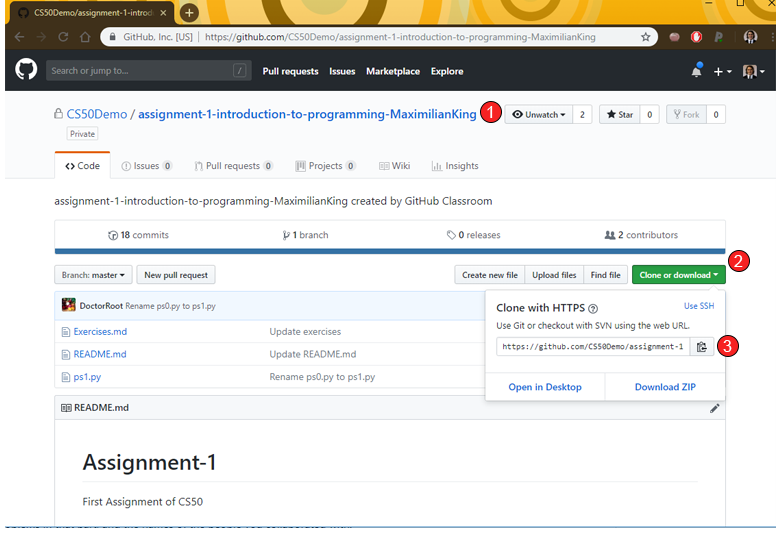 CS50Demo/assignment-1-introd
GitHub, Inc. [US] | https://github.com/CS50Demo/assignment-1-introduction-to-programming-MaximilianKing
Search or jump to... / Pull requests Issues Marketplace Explore
CS50Demo / assignment-1-introduction-to-programming-MaximilianKing 1 Unwatch 2 Star 0 Fork 0
Private
Code Issues 0 Pull requests 0 Projects 0 Wiki Insights
assignment-1-introduction-to-programming-MaximilianKing created by GitHub Classroom
18 commits 1 branch 0 releases 2 contributors
2
Branch: master New pull request Create new file Upload files Find file Clone or download
DoctorRoot Rename ps0.py to ps1.py
Clone with HTTPS ? Use SSH
Exercises.md Update exercises
Use Git or checkout with SVN using the web URL.
README.md Update README.md
https://github.com/CS50Demo/assignment-1 3
ps1.py Rename ps0.py to ps1.py
Open in Desktop Download ZIP
README.md
Assignment-1
First Assignment of CS50